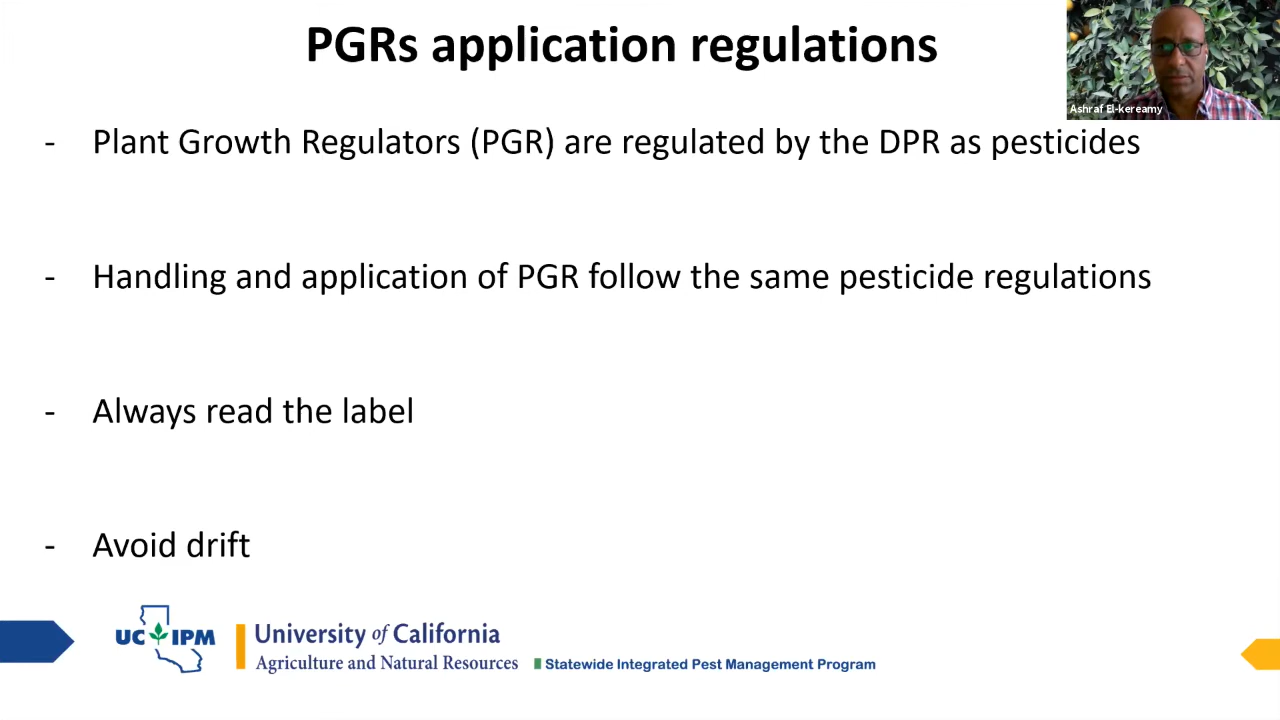 PGRs application regulations
Ashraf El-kereamy
- Plant Growth Regulators (PGR) are regulated by the DPR as pesticides
- Handling and application of PGR follow the same pesticide regulations
- Always read the label
- Avoid drift
UC IPM
University of California
Agriculture and Natural Resources
Statewide Integrated Pest Management Program